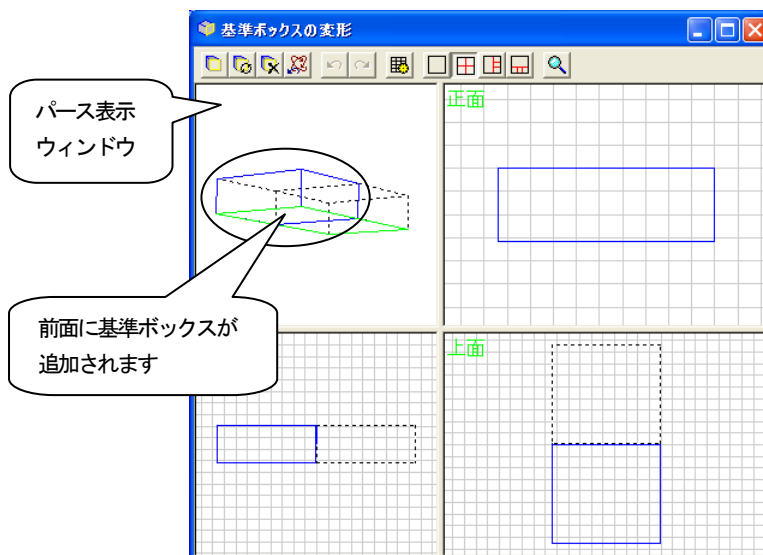 基準ボックスの変形
パース表示
ウィンドウ
正面
前面に基準ボックスが
追加されます
上面